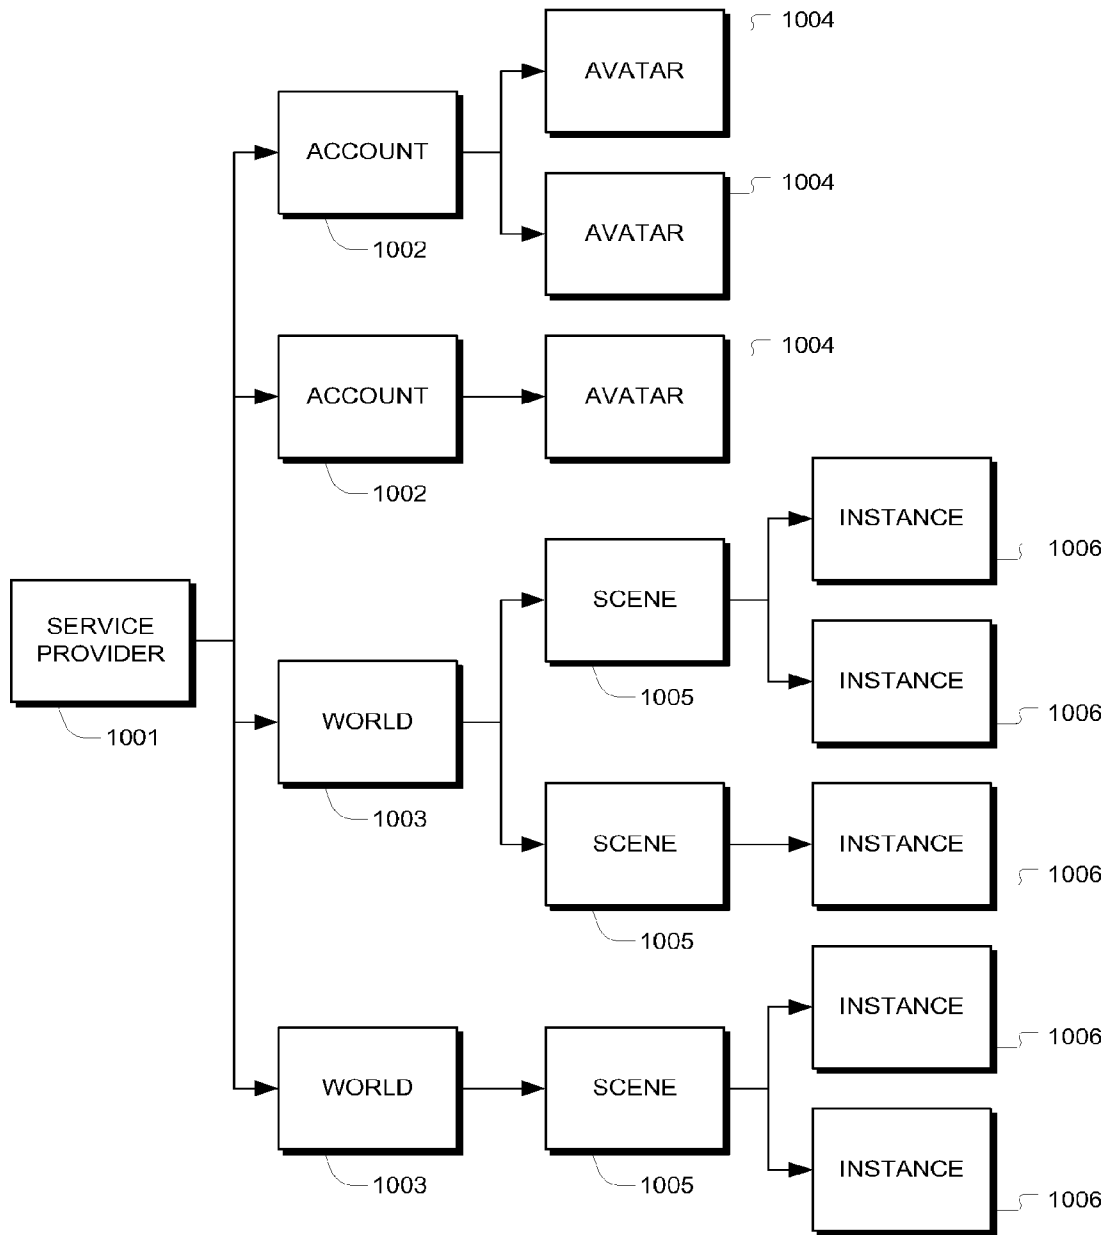 1004
AVATAR
ACCOUNT
1004
1002
AVATAR
1004
ACCOUNT
AVATAR
1002
INSTANCE
1006
SCENE
SERVICE
PROVIDER
INSTANCE
1005
1006
WORLD
1001
1003
SCENE
INSTANCE
1006
1005
INSTANCE
1006
WORLD
SCENE
INSTANCE
1003
1005
1006